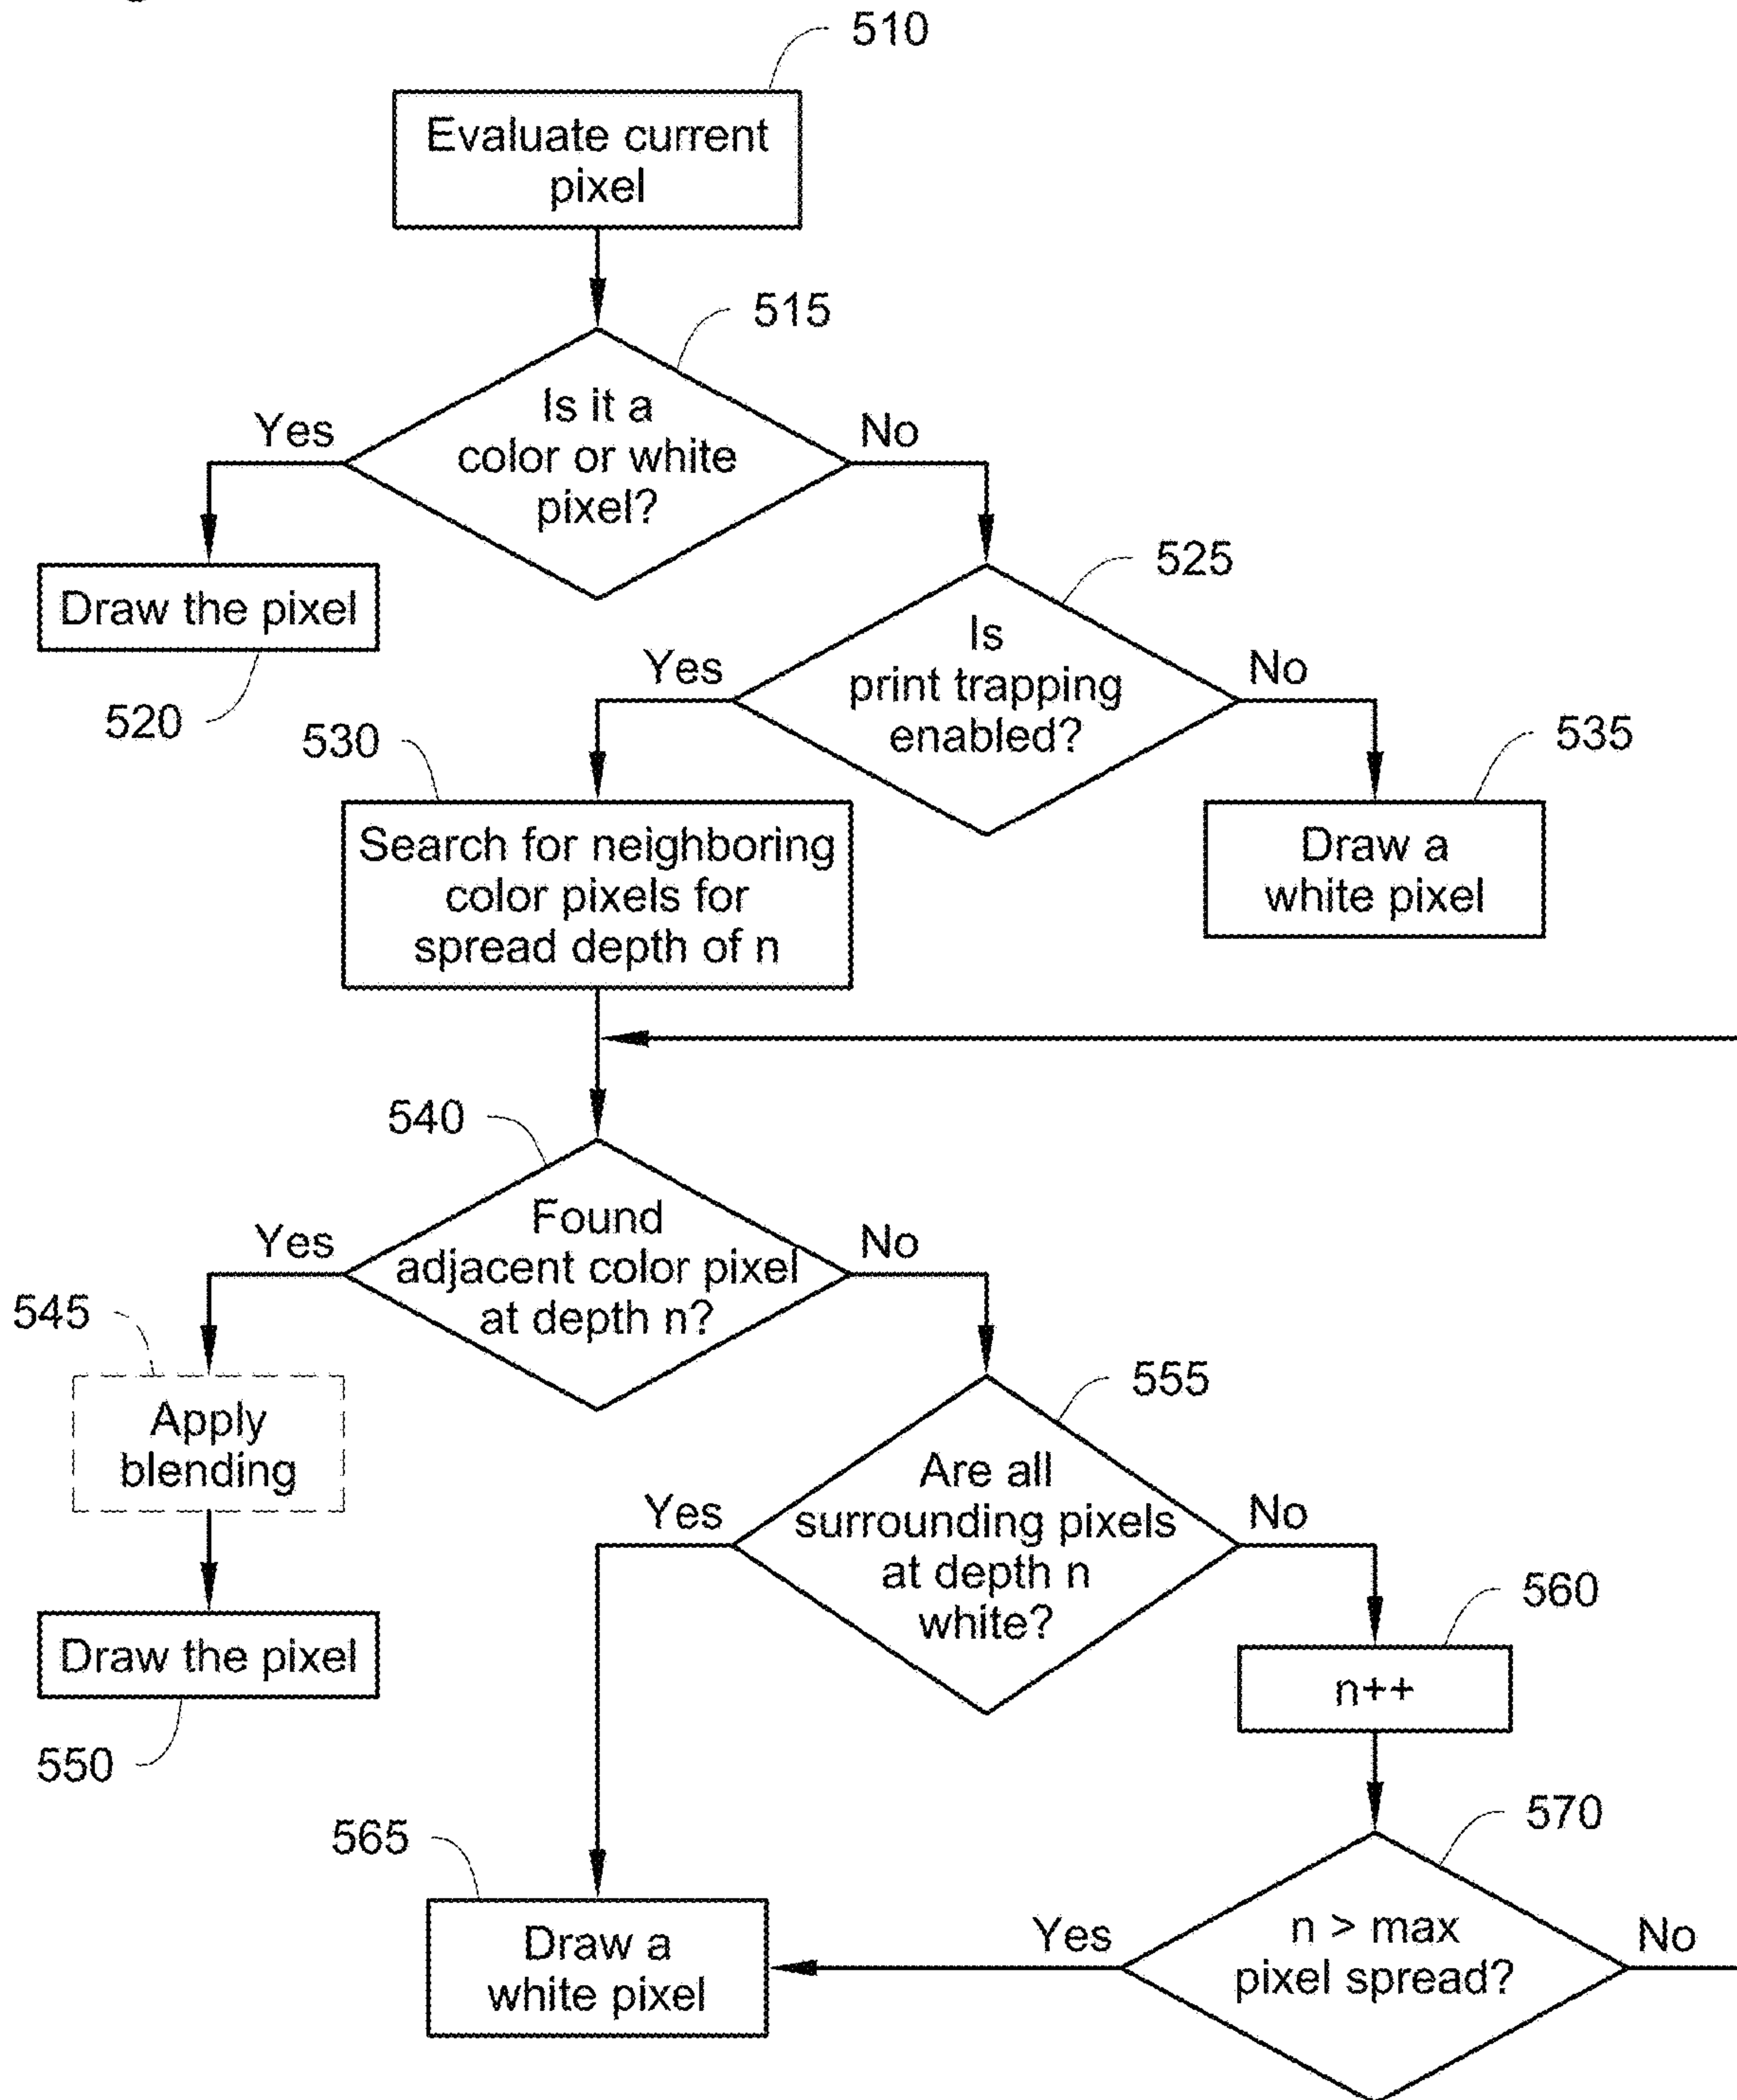 510
Evaluate current
pixel
515
Is it a
color or white
pixel?
Yes
No
Draw the pixel
520
525
Is
print trapping
enabled?
Yes
No
530
Search for neighboring
color pixels for
spread depth of n
535
Draw a
white pixel
540
Found
adjacent color pixel
at depth n?
Yes
No
545
Apply
blending
Draw the pixel
550
555
Are all
surrounding pixels
at depth n
white?
Yes
No
560
n++
565
Draw a
white pixel
570
n > max
pixel spread?
Yes
No